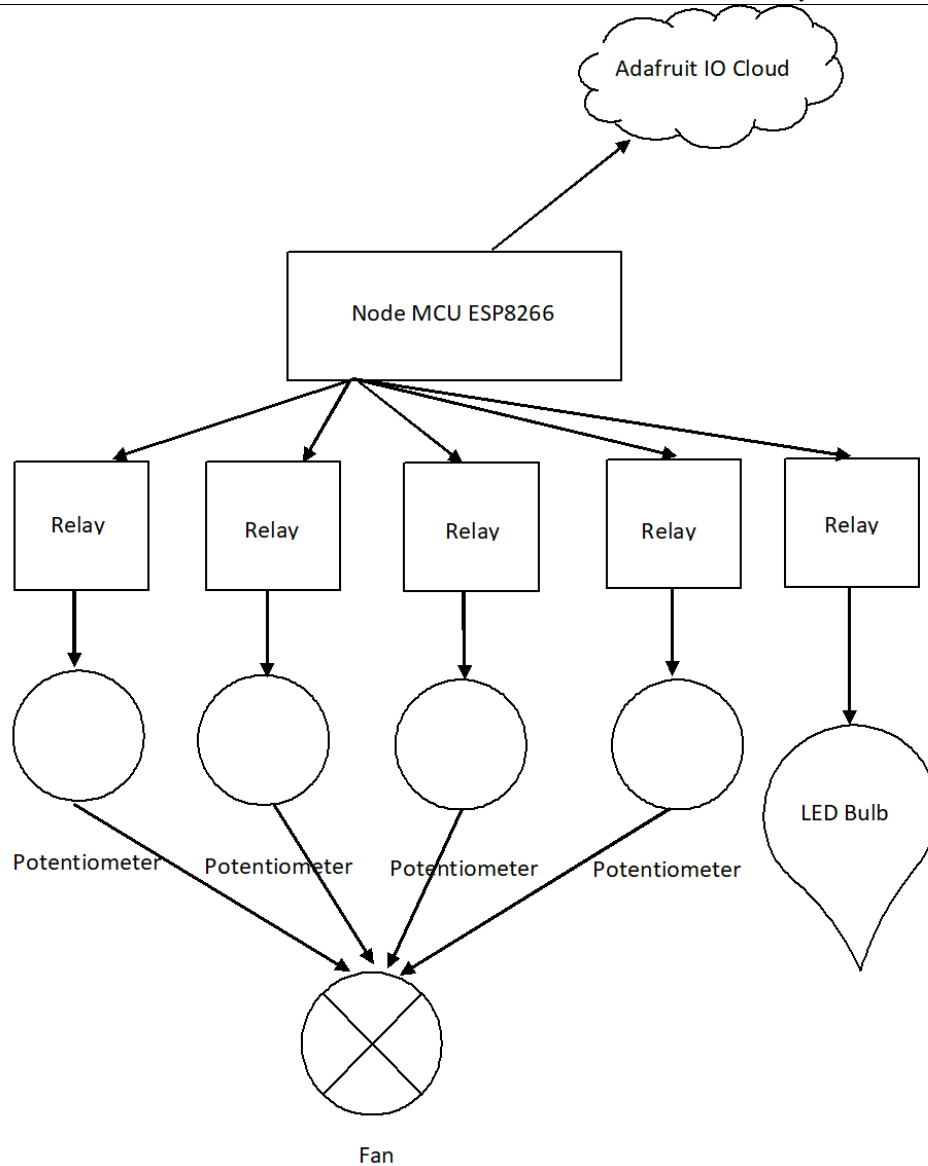 Adafruit IO Cloud
Node MCU ESP8266
Relay
Relay
Relay
Relay
Relay
LED Bulb
Potentiometer
Potentiometer
Potentiometer
Potentiometer
Fan